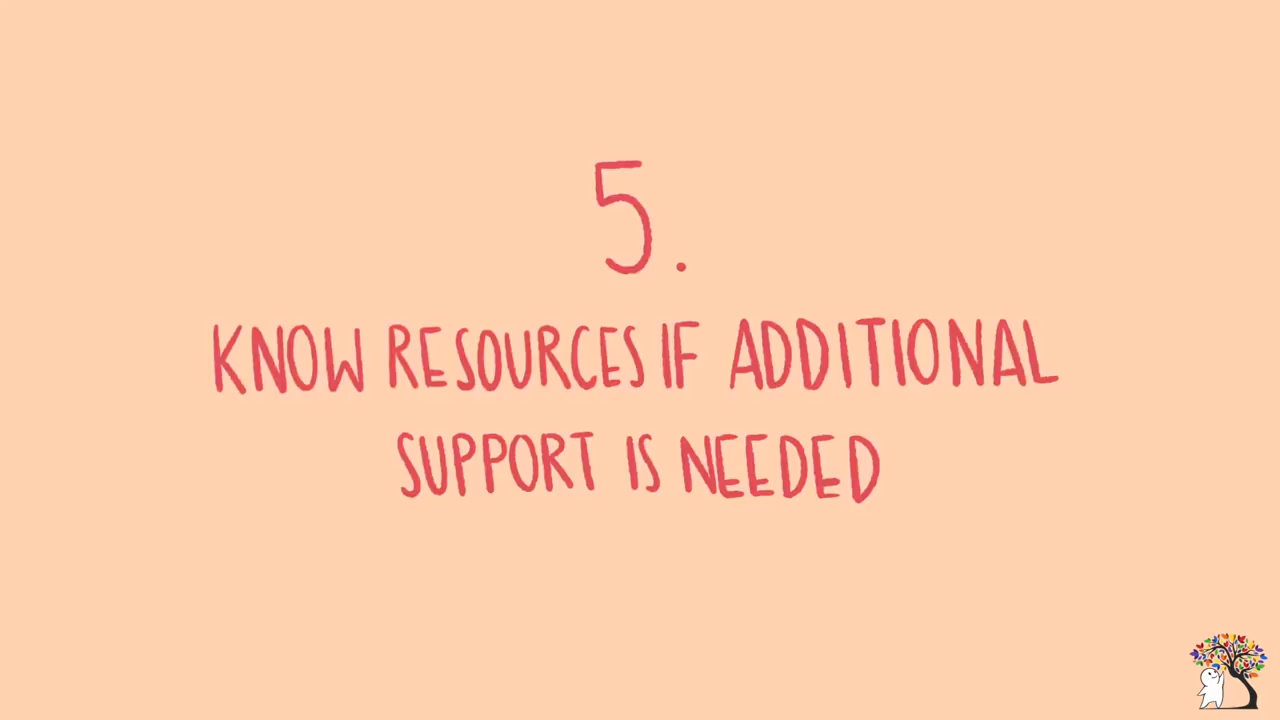 5.
KNOW RESOURCES IF ADDITIONAL
SUPPORT IS NEEDED